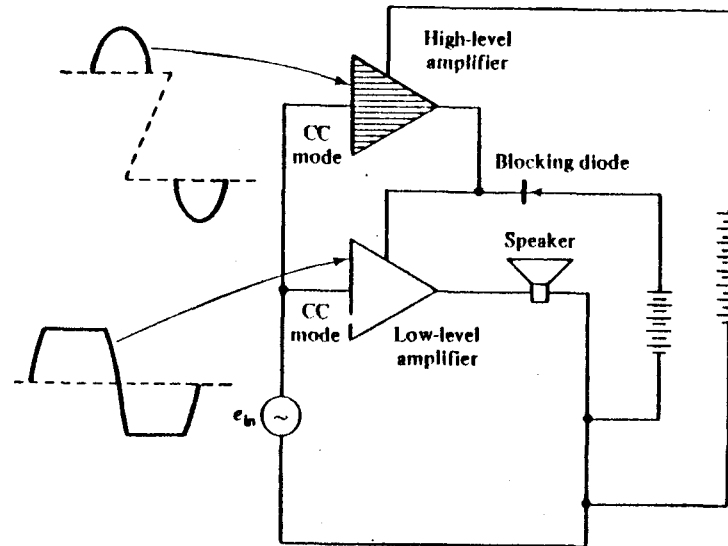 High-level
amplifier
CC
mode
Blocking diode
Speaker
CC
mode
Low-level
amplifier
e_in
~